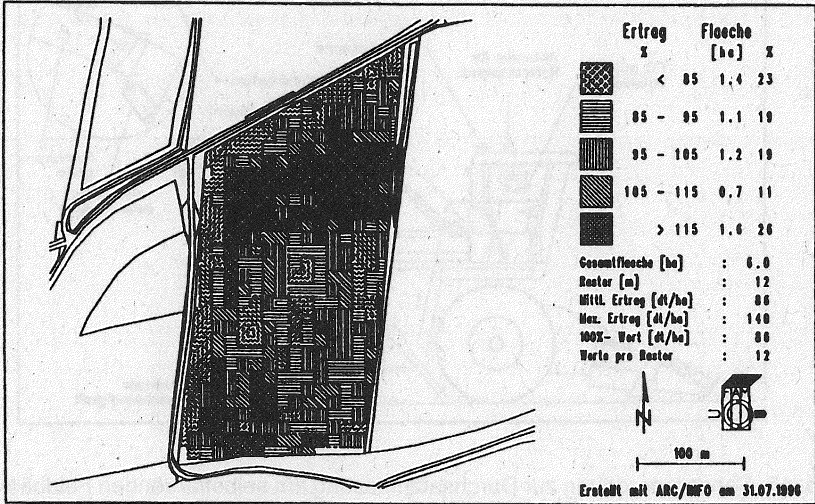 Ertrag Flaeche
% [ha] %
< 85 1.4 23
85 - 95 1.1 19
95 - 105 1.2 19
105 - 115 0.7 11
> 115 1.6 26
Gesamtflaeche [ha] : 6.0
Raster [m] : 12
Mittl. Ertrag [dt/ha] : 86
Max. Ertrag [dt/ha] : 140
100%- Wert [dt/ha] : 86
Werte pro Raster : 12
N
100 m
Erstellt mit ARC/INFO am 31.07.1996